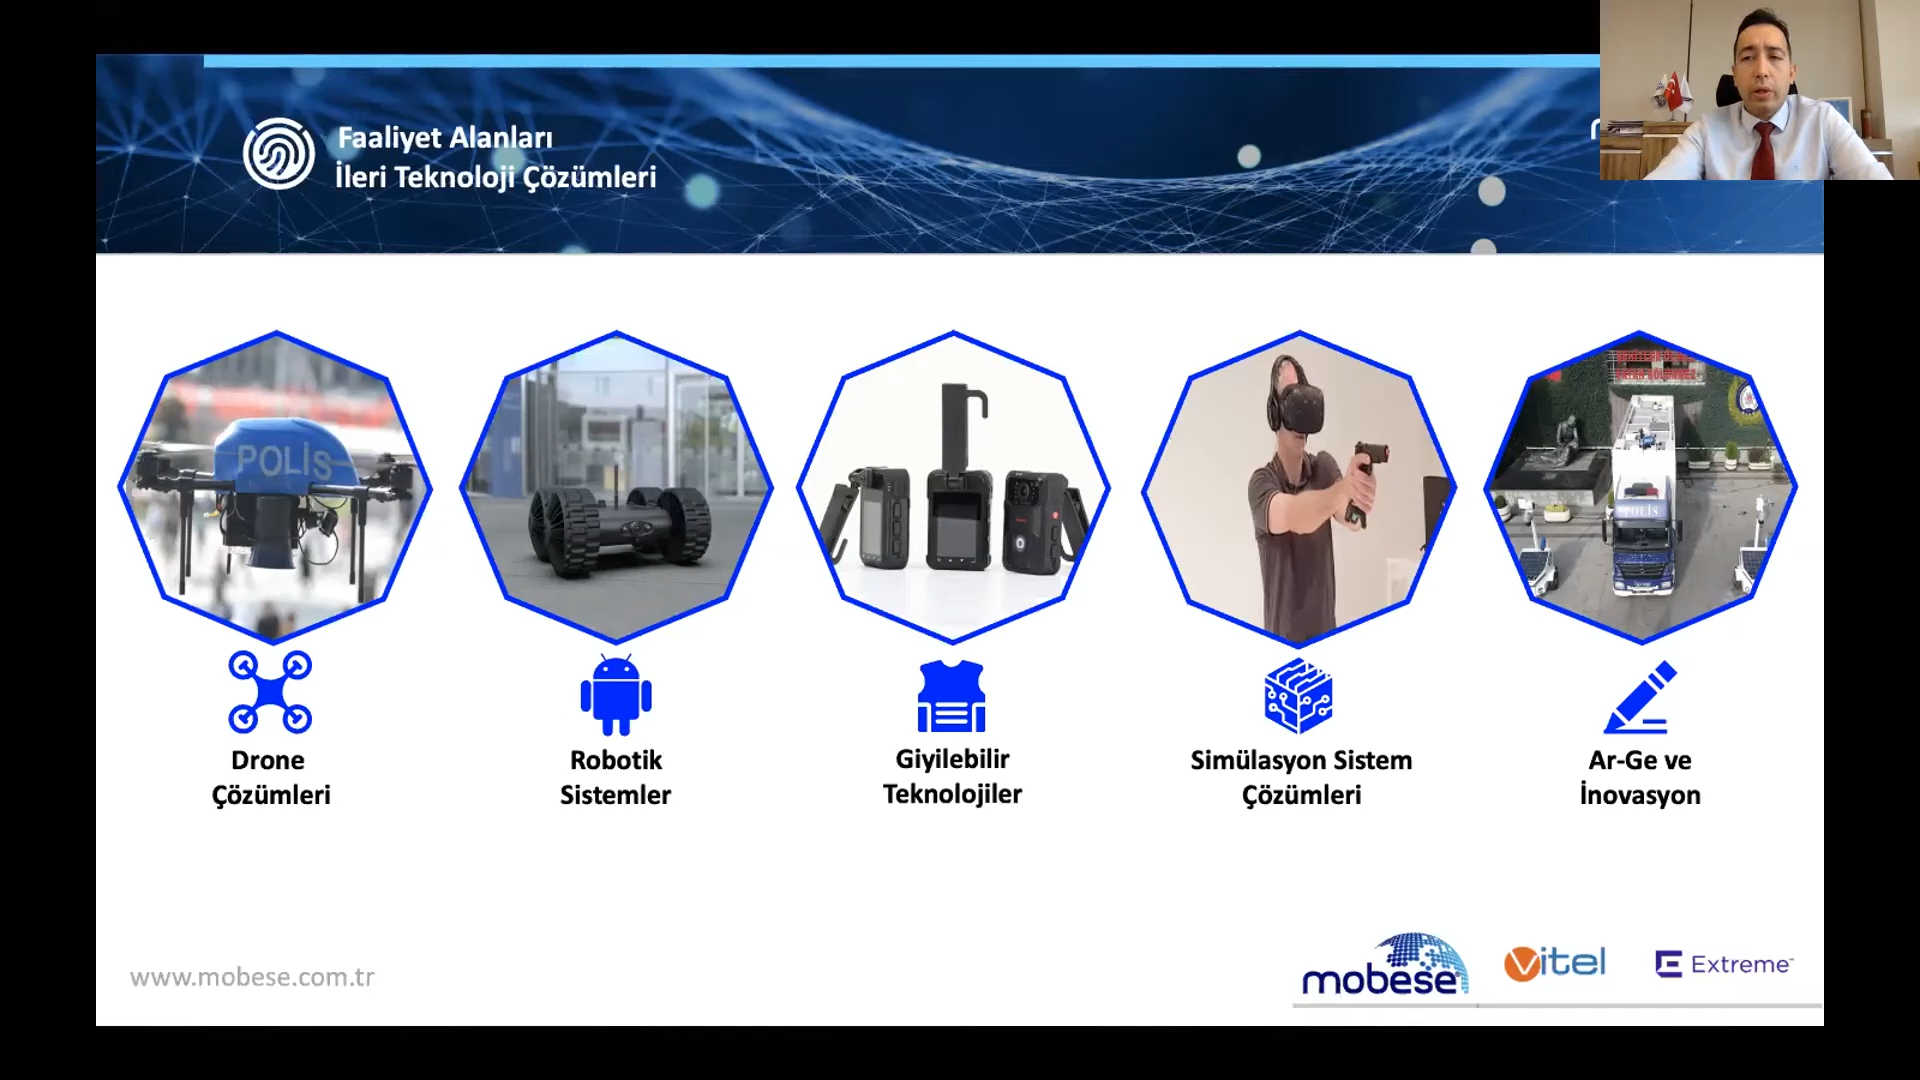 Faaliyet Alanları
İleri Teknoloji Çözümleri
POLİS
POLİS
Drone
Çözümleri
Robotik
Sistemler
Giyilebilir
Teknolojiler
Simülasyon Sistem
Çözümleri
Ar-Ge ve
İnovasyon
www.mobese.com.tr
mobese
vitel
Extreme